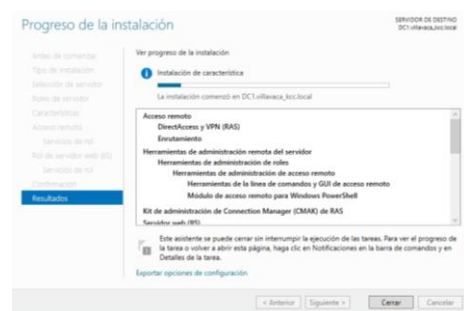 Progreso de la instalación
SERVIDOR DE DESTINO
DC1.villavaca_kcc.local
Antes de comenzar
Tipo de instalación
Selección de servidor
Roles de servidor
Características
Acceso remoto
Servicios de rol
Rol de servidor web (IIS)
Servicios de rol
Confirmación
Resultados
Ver progreso de la instalación
Instalación de característica
La instalación comenzó en DC1.villavaca_kcc.local
Acceso remoto
DirectAccess y VPN (RAS)
Enrutamiento
Herramientas de administración remota del servidor
Herramientas de administración de roles
Herramientas de administración de acceso remoto
Herramientas de la línea de comandos y GUI de acceso remoto
Módulo de acceso remoto para Windows PowerShell
Kit de administración de Connection Manager (CMAK) de RAS
Servidor web (IIS)
Este asistente se puede cerrar sin interrumpir la ejecución de las tareas. Para ver el progreso de
la tarea o volver a abrir esta página, haga clic en Notificaciones en la barra de comandos y en
Detalles de la tarea.
Exportar opciones de configuración
< Anterior
Siguiente >
Cerrar
Cancelar